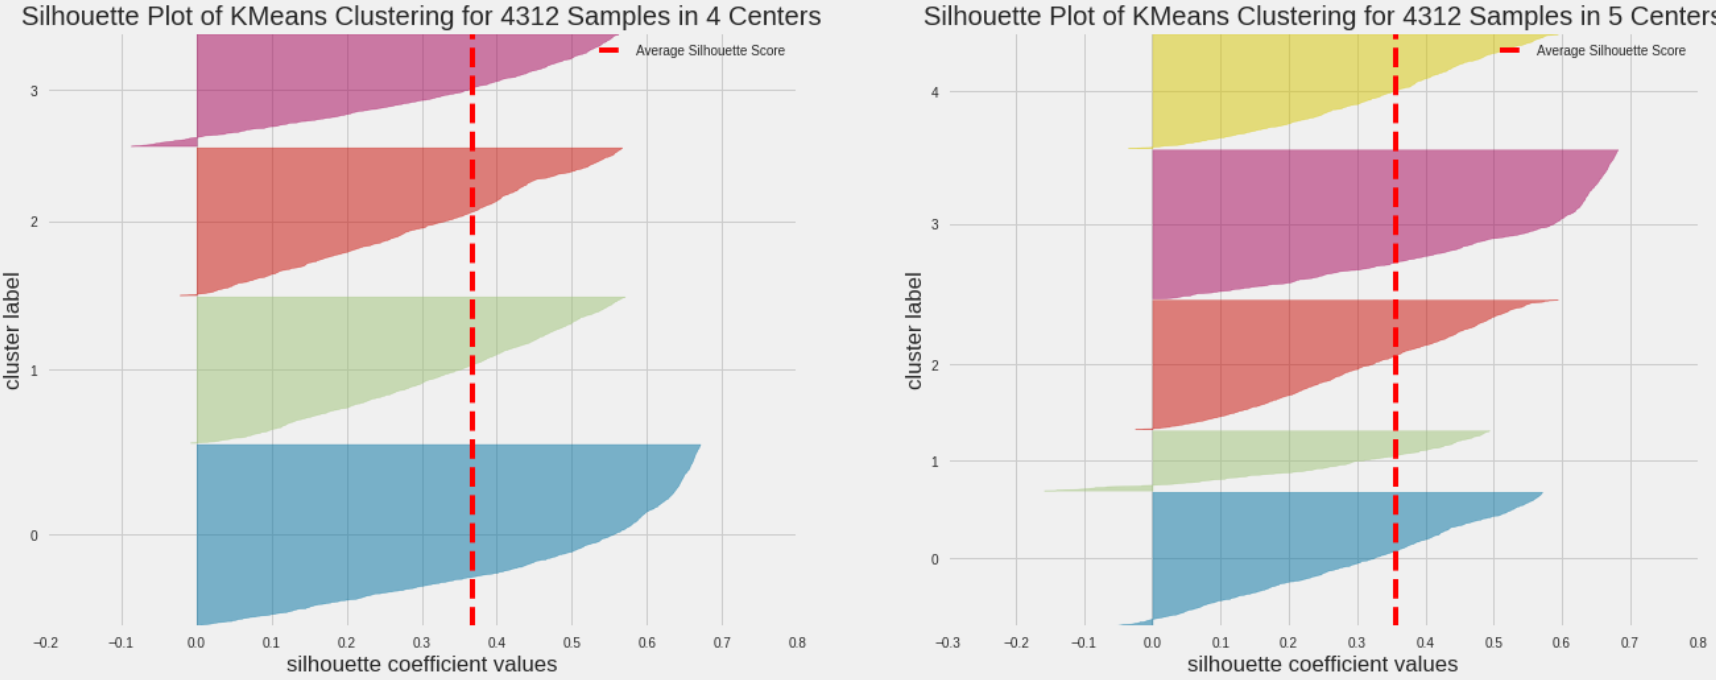 Silhouette Plot of KMeans Clustering for 4312 Samples in 4 Centers
Average Silhouette Score
3
2
1
0
cluster label
−0.2 −0.1 0.0 0.1 0.2 0.3 0.4 0.5 0.6 0.7 0.8
silhouette coefficient values
Silhouette Plot of KMeans Clustering for 4312 Samples in 5 Centers
Average Silhouette Score
4
3
2
1
0
cluster label
−0.3 −0.2 −0.1 0.0 0.1 0.2 0.3 0.4 0.5 0.6 0.7 0.8
silhouette coefficient values